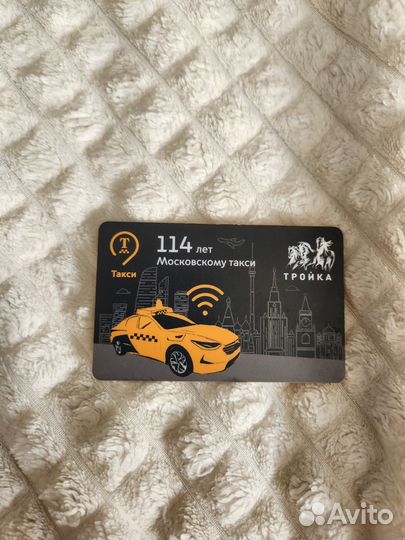 Т
Такси
114 лет
Московскому такси
ТРОЙКА
Avito